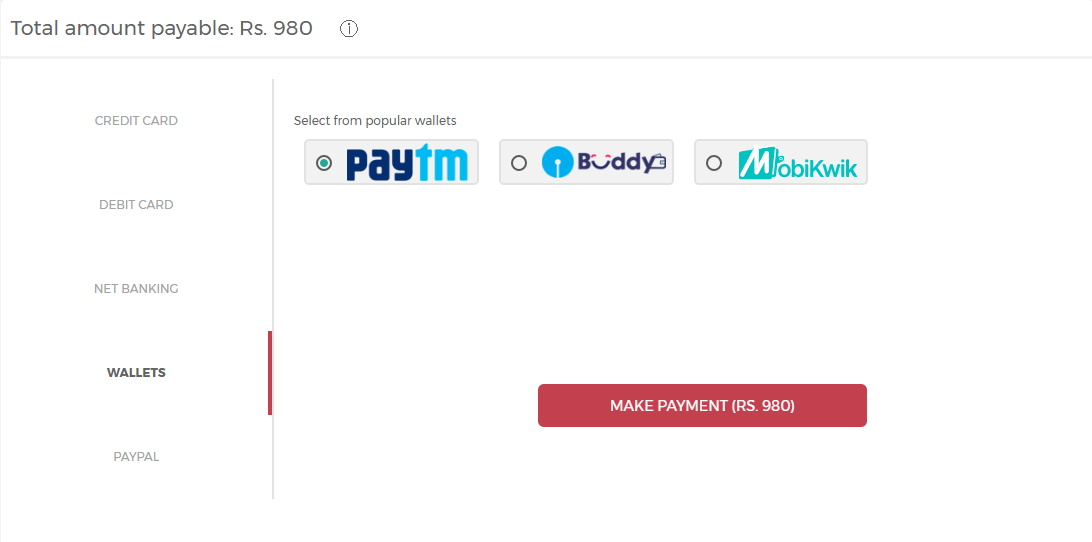 Total amount payable: Rs. 980
CREDIT CARD
DEBIT CARD
NET BANKING
WALLETS
PAYPAL
Select from popular wallets
paytm
Buddy
MobiKwik
MAKE PAYMENT (RS. 980)